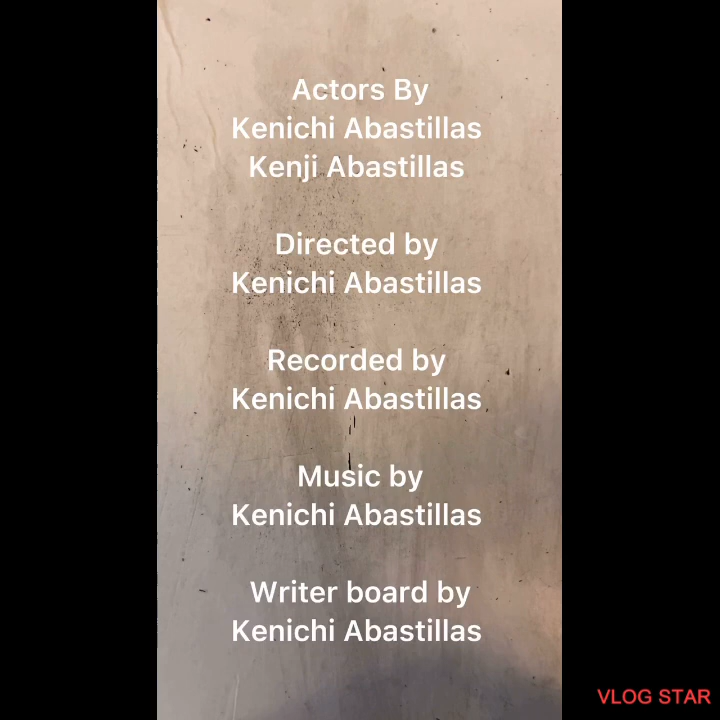 Actors By
Kenichi Abastillas
Kenji Abastillas
Directed by
Kenichi Abastillas
Recorded by
Kenichi Abastillas
Music by
Kenichi Abastillas
Writer board by
Kenichi Abastillas
VLOG STAR